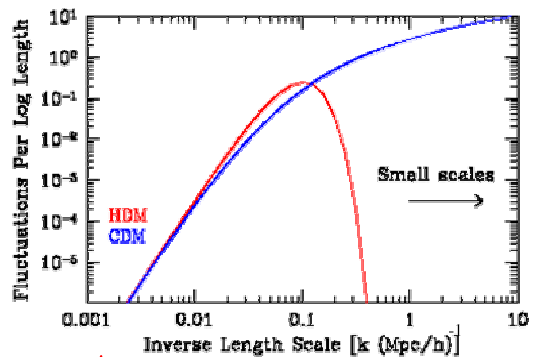 Fluctuations Per Log Length
10¹
10⁰
10⁻¹
10⁻²
10⁻³
10⁻⁴
10⁻⁵
HDM
CDM
Small scales
0.001 0.01 0.1 1 10
Inverse Length Scale [k (Mpc/h)⁻¹]